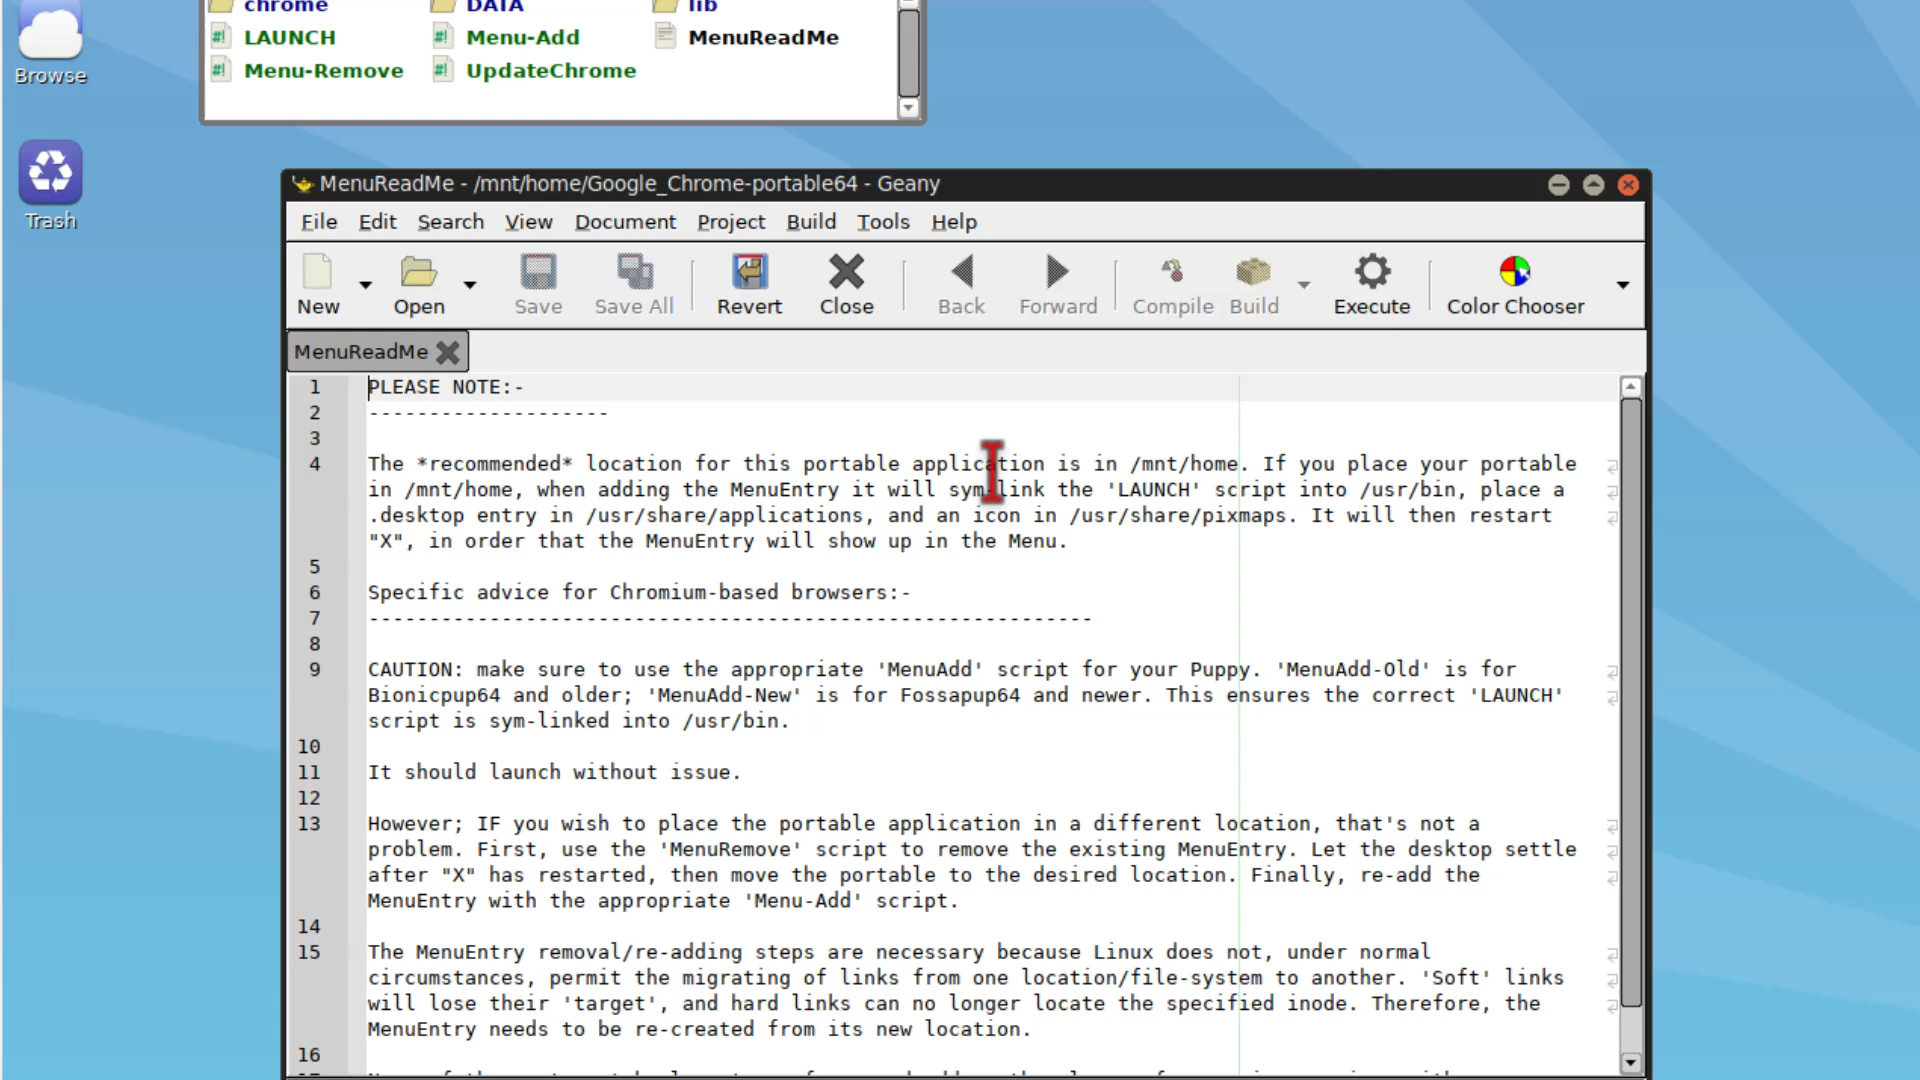 chrome DATA lib
LAUNCH Menu-Add MenuReadMe
Menu-Remove UpdateChrome
Browse
Trash
MenuReadMe - /mnt/home/Google_Chrome-portable64 - Geany
File Edit Search View Document Project Build Tools Help
New Open Save Save All Revert Close Back Forward Compile Build Execute Color Chooser
MenuReadMe
1 PLEASE NOTE:-
2 --------------------
3
4 The *recommended* location for this portable application is in /mnt/home. If you place your portable
in /mnt/home, when adding the MenuEntry it will sym-link the 'LAUNCH' script into /usr/bin, place a
.desktop entry in /usr/share/applications, and an icon in /usr/share/pixmaps. It will then restart
"X", in order that the MenuEntry will show up in the Menu.
5
6 Specific advice for Chromium-based browsers:-
7 ------------------------------------------------------------
8
9 CAUTION: make sure to use the appropriate 'MenuAdd' script for your Puppy. 'MenuAdd-Old' is for
Bionicpup64 and older; 'MenuAdd-New' is for Fossapup64 and newer. This ensures the correct 'LAUNCH'
script is sym-linked into /usr/bin.
10
11 It should launch without issue.
12
13 However; IF you wish to place the portable application in a different location, that's not a
problem. First, use the 'MenuRemove' script to remove the existing MenuEntry. Let the desktop settle
after "X" has restarted, then move the portable to the desired location. Finally, re-add the
MenuEntry with the appropriate 'Menu-Add' script.
14
15 The MenuEntry removal/re-adding steps are necessary because Linux does not, under normal
circumstances, permit the migrating of links from one location/file-system to another. 'Soft' links
will lose their 'target', and hard links can no longer locate the specified inode. Therefore, the
MenuEntry needs to be re-created from its new location.
16